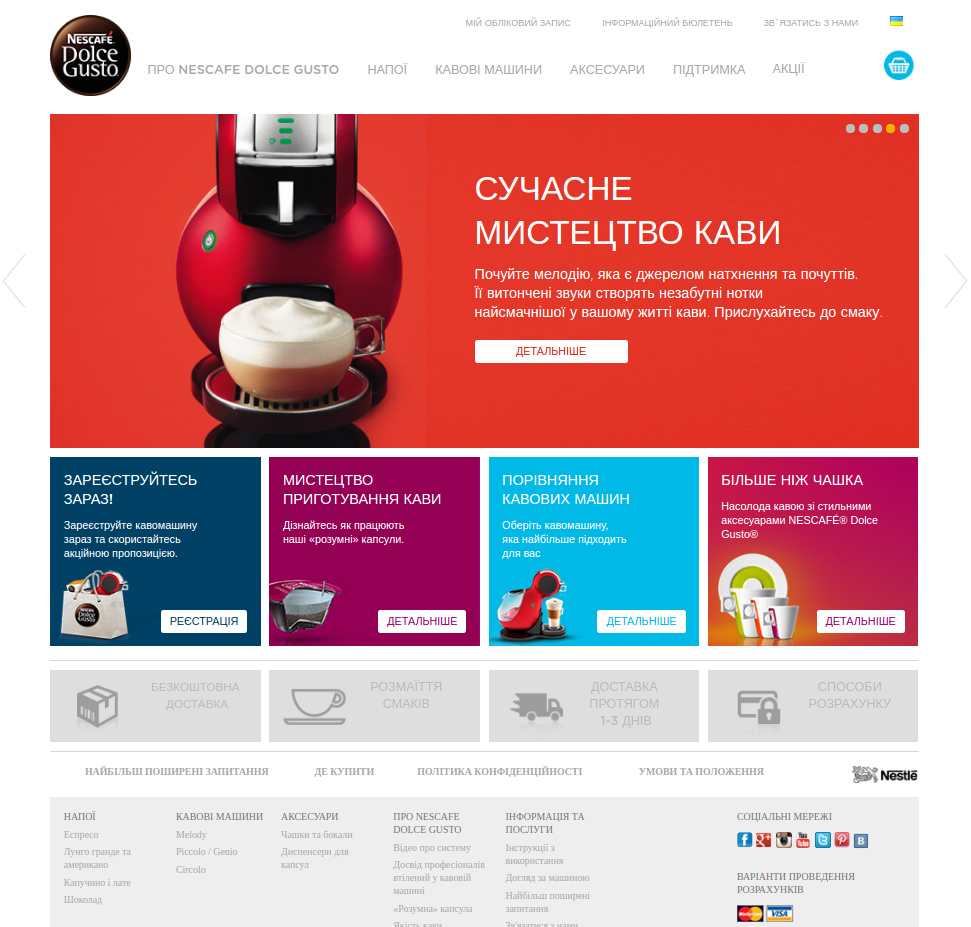 МІЙ ОБЛІКОВИЙ ЗАПИС ІНФОРМАЦІЙНИЙ БЮЛЕТЕНЬ ЗВ`ЯЗАТИСЬ З НАМИ
NESCAFÉ
Dolce
Gusto
ПРО NESCAFE DOLCE GUSTO НАПОЇ КАВОВІ МАШИНИ АКСЕСУАРИ ПІДТРИМКА АКЦІЇ
СУЧАСНЕ
МИСТЕЦТВО КАВИ
Почуйте мелодію, яка є джерелом натхнення та почуттів.
Її витончені звуки створять незабутні нотки
найсмачнішої у вашому житті кави. Прислухайтесь до смаку.
ДЕТАЛЬНІШЕ
ЗАРЕЄСТРУЙТЕСЬ
ЗАРАЗ!
Зареєструйте кавомашину
зараз та скористайтесь
акційною пропозицією.
NESCAFÉ
Dolce
Gusto
РЕЄСТРАЦІЯ
МИСТЕЦТВО
ПРИГОТУВАННЯ КАВИ
Дізнайтесь як працюють
наші «розумні» капсули.
ДЕТАЛЬНІШЕ
ПОРІВНЯННЯ
КАВОВИХ МАШИН
Оберіть кавомашину,
яка найбільше підходить
для вас
ДЕТАЛЬНІШЕ
БІЛЬШЕ НІЖ ЧАШКА
Насолода кавою зі стильними
аксесуарами NESCAFÉ® Dolce
Gusto®
ДЕТАЛЬНІШЕ
БЕЗКОШТОВНА
ДОСТАВКА
РОЗМАЇТТЯ
СМАКІВ
ДОСТАВКА
ПРОТЯГОМ
1-3 ДНІВ
СПОСОБИ
РОЗРАХУНКУ
НАЙБІЛЬШ ПОШИРЕНІ ЗАПИТАННЯ ДЕ КУПИТИ ПОЛІТИКА КОНФІДЕНЦІЙНОСТІ УМОВИ ТА ПОЛОЖЕННЯ Nestlé
НАПОЇ
Еспресо
Лунго гранде та
американо
Капучино і лате
Шоколад
КАВОВІ МАШИНИ
Melody
Piccolo / Genio
Circolo
АКСЕСУАРИ
Чашки та бокали
Диспенсери для
капсул
ПРО NESCAFE
DOLCE GUSTO
Відео про систему
Досвід професіоналів
втілений у кавовій
машині
«Розумна» капсула
Якість кави
ІНФОРМАЦІЯ ТА
ПОСЛУГИ
Інструкції з
використання
Догляд за машиною
Найбільш поширені
запитання
Зв'язатися з нами
СОЦІАЛЬНІ МЕРЕЖІ
You
Tube
ВАРІАНТИ ПРОВЕДЕННЯ
РОЗРАХУНКІВ
MasterCard VISA